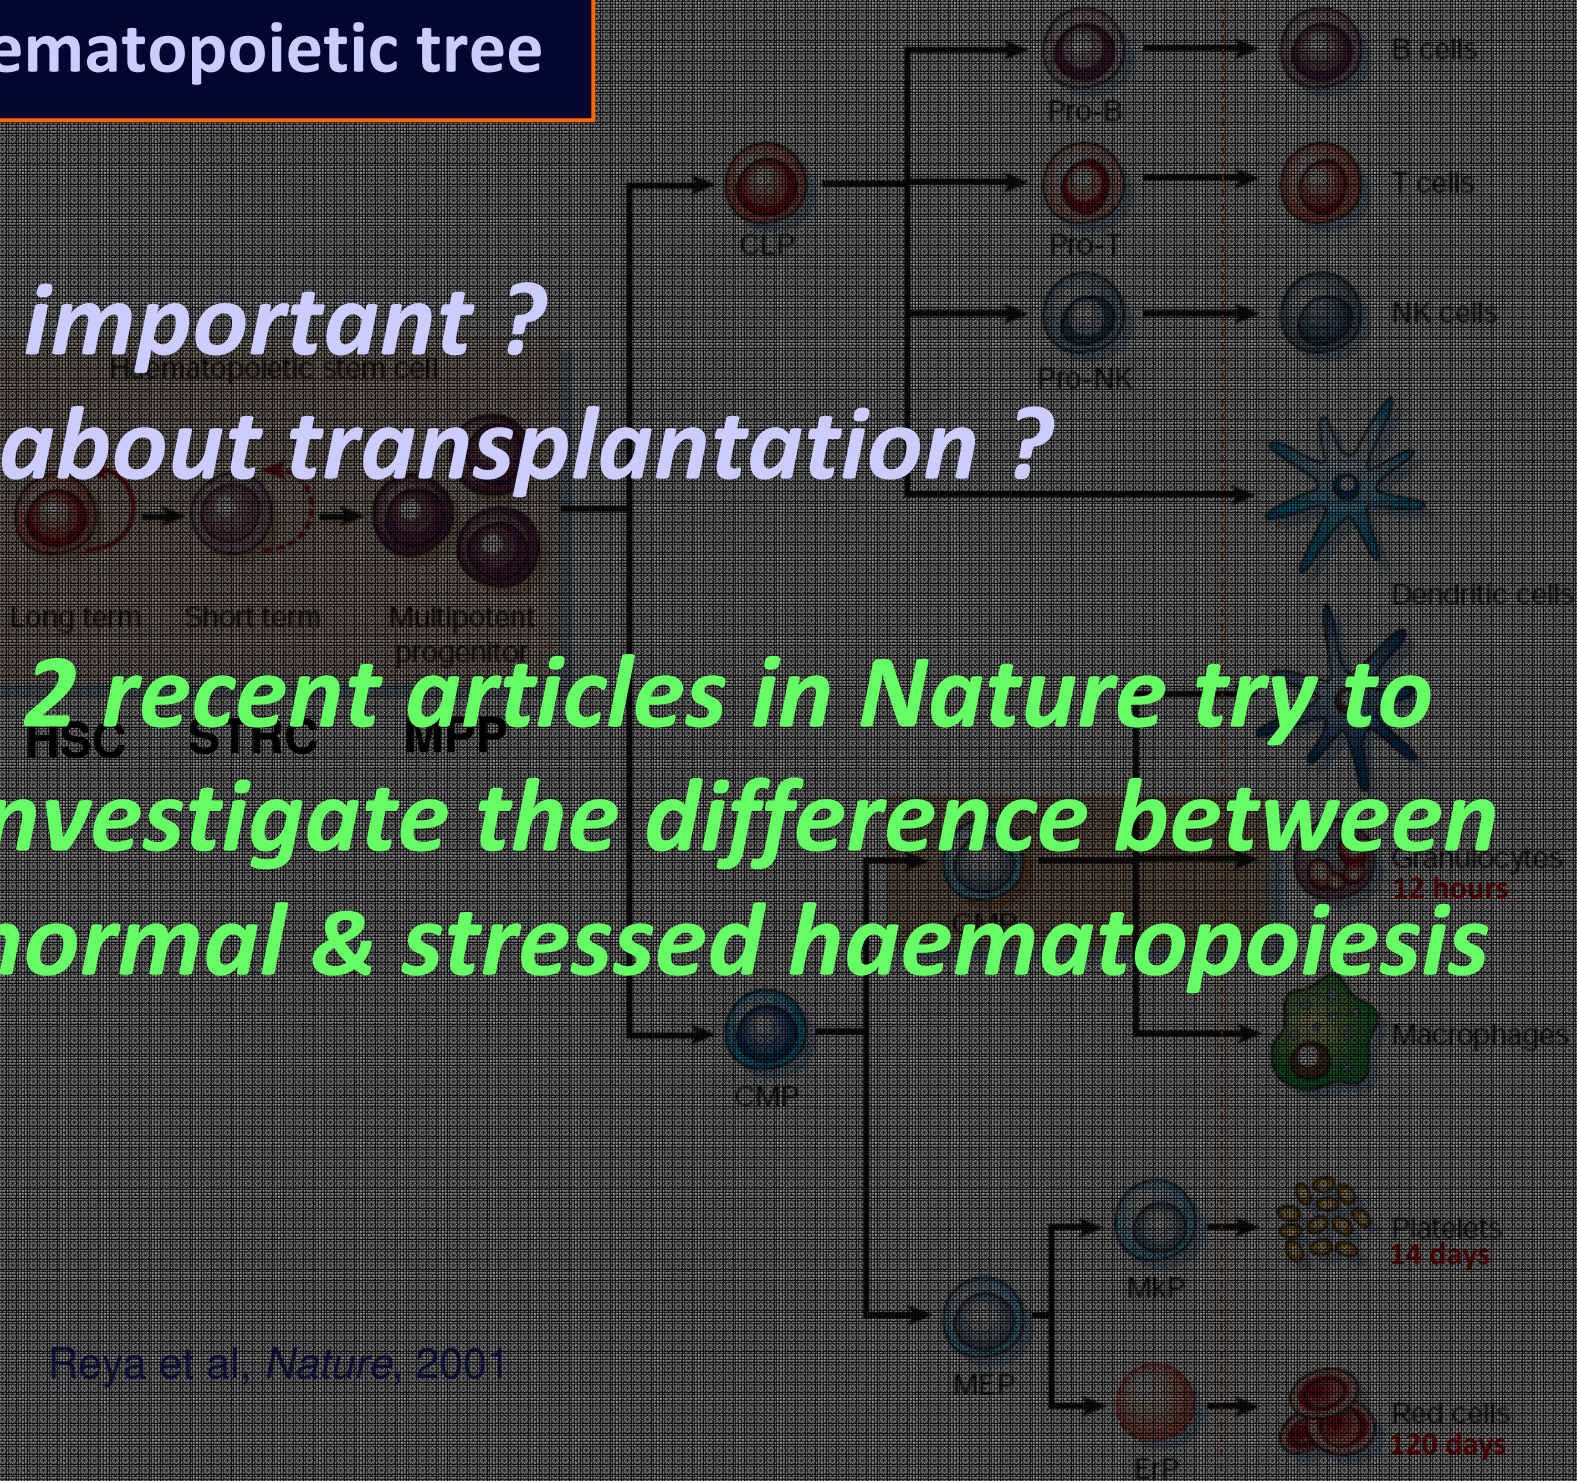 ematopoietic tree
B cells
Pro-B
T cells
CLP
Pro-T
important ?
NK cells
Haematopoietic stem cell
Pro-NK
about transplantation ?
Dendritic cells
Long term
Short term
Multipotent
progenitor
2 recent articles in Nature try to
HSC
STRC
MPP
nvestigate the difference between
Granulocytes
12 hours
normal & stressed haematopoiesis
Macrophages
CMP
Platelets
14 days
MkP
Reya et al, Nature, 2001
MEP
Red cells
120 days
ErP